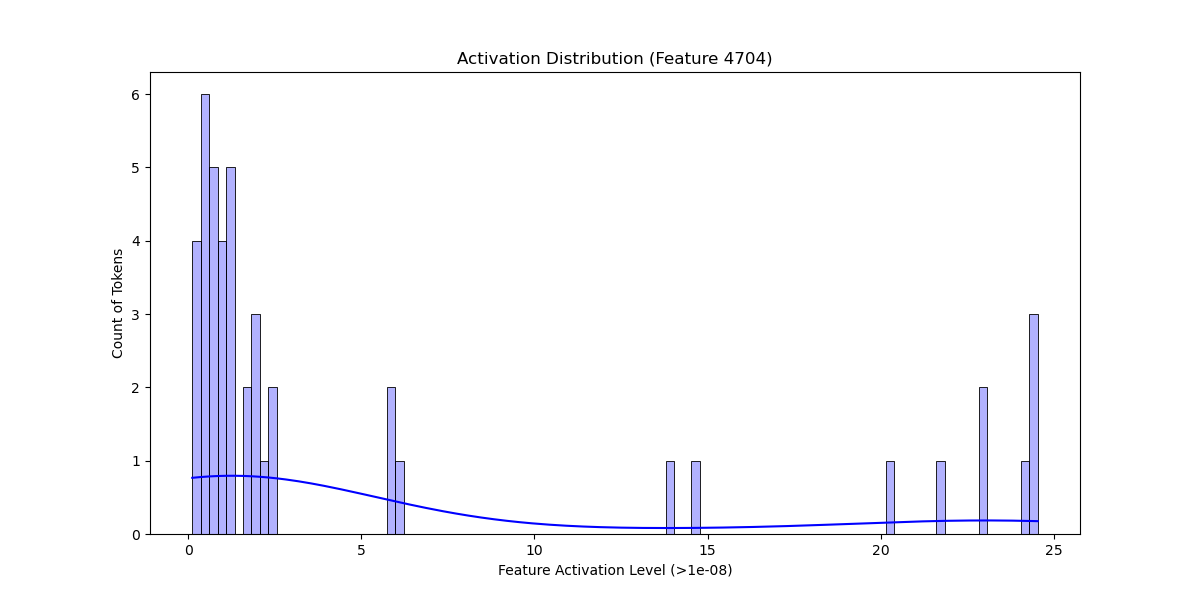 Activation Distribution (Feature 4704)
Count of Tokens
6
5
4
3
2
1
0
0 5 10 15 20 25
Feature Activation Level (>1e-08)